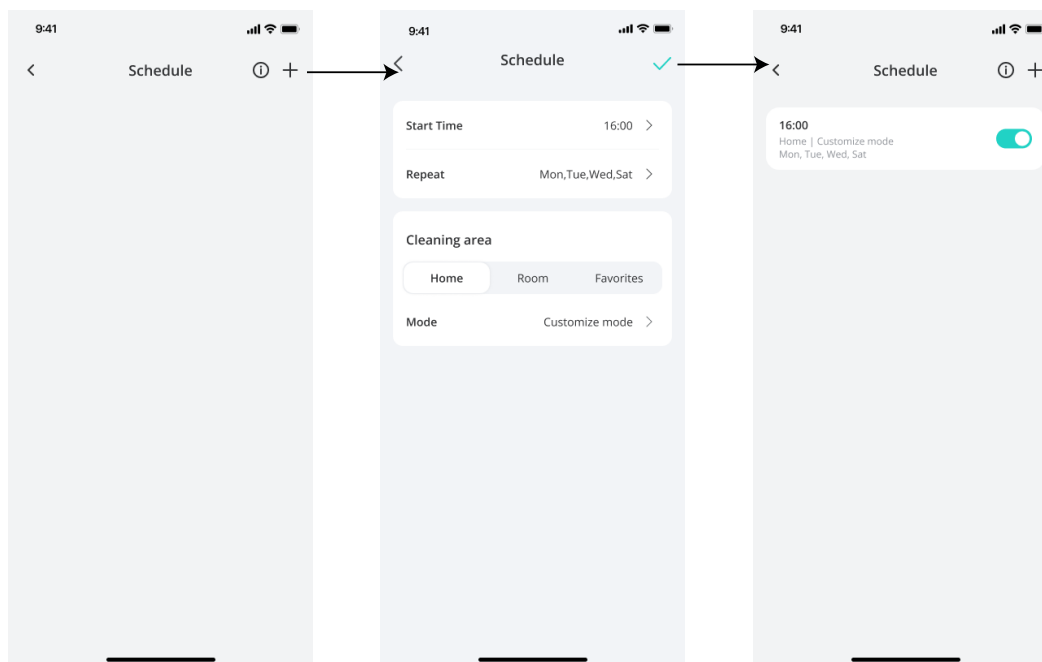 9:41
Schedule
9:41
Schedule
Start Time 16:00
Repeat Mon,Tue,Wed,Sat
Cleaning area
Home Room Favorites
Mode Customize mode
9:41
Schedule
16:00
Home | Customize mode
Mon, Tue, Wed, Sat